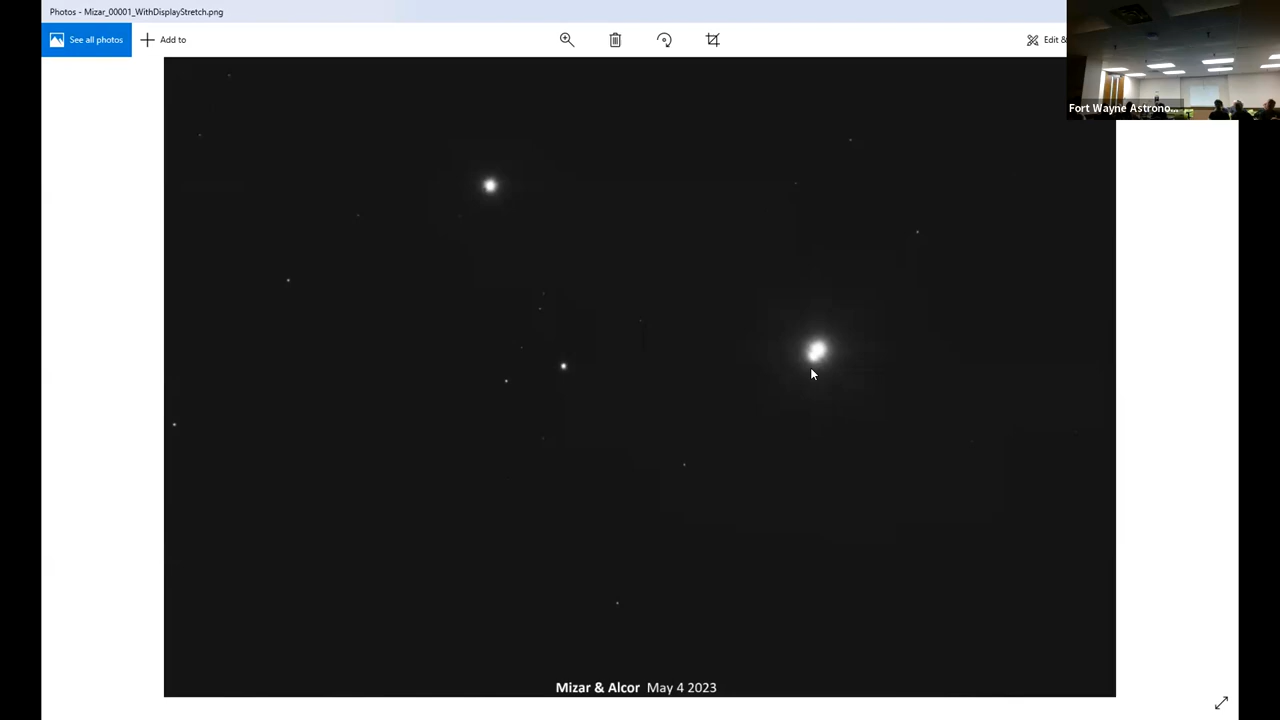 Photos - Mizar_00001_WithDisplayStretch.png
See all photos
Add to
Edit &
Fort Wayne Astrono...
Mizar & Alcor May 4 2023